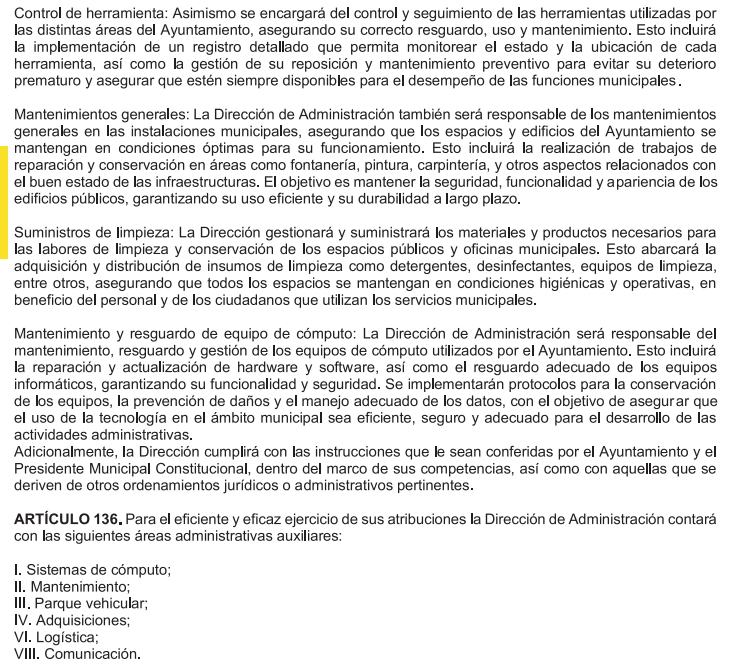 Control de herramienta: Asimismo se encargará del control y seguimiento de las herramientas utilizadas por
las distintas áreas del Ayuntamiento, asegurando su correcto resguardo, uso y mantenimiento. Esto incluirá
la implementación de un registro detallado que permita monitorear el estado y la ubicación de cada
herramienta, así como la gestión de su reposición y mantenimiento preventivo para evitar su deterioro
prematuro y asegurar que estén siempre disponibles para el desempeño de las funciones municipales.
Mantenimientos generales: La Dirección de Administración también será responsable de los mantenimientos
generales en las instalaciones municipales, asegurando que los espacios y edificios del Ayuntamiento se
mantengan en condiciones óptimas para su funcionamiento. Esto incluirá la realización de trabajos de
reparación y conservación en áreas como fontanería, pintura, carpintería, y otros aspectos relacionados con
el buen estado de las infraestructuras. El objetivo es mantener la seguridad, funcionalidad y apariencia de los
edificios públicos, garantizando su uso eficiente y su durabilidad a largo plazo.
Suministros de limpieza: La Dirección gestionará y suministrará los materiales y productos necesarios para
las labores de limpieza y conservación de los espacios públicos y oficinas municipales. Esto abarcará la
adquisición y distribución de insumos de limpieza como detergentes, desinfectantes, equipos de limpieza,
entre otros, asegurando que todos los espacios se mantengan en condiciones higiénicas y operativas, en
beneficio del personal y de los ciudadanos que utilizan los servicios municipales.
Mantenimiento y resguardo de equipo de cómputo: La Dirección de Administración será responsable del
mantenimiento, resguardo y gestión de los equipos de cómputo utilizados por el Ayuntamiento. Esto incluirá
la reparación y actualización de hardware y software, así como el resguardo adecuado de los equipos
informáticos, garantizando su funcionalidad y seguridad. Se implementarán protocolos para la conservación
de los equipos, la prevención de daños y el manejo adecuado de los datos, con el objetivo de asegurar que
el uso de la tecnología en el ámbito municipal sea eficiente, seguro y adecuado para el desarrollo de las
actividades administrativas.
Adicionalmente, la Dirección cumplirá con las instrucciones que le sean conferidas por el Ayuntamiento y el
Presidente Municipal Constitucional, dentro del marco de sus competencias, así como con aquellas que se
deriven de otros ordenamientos jurídicos o administrativos pertinentes.
ARTÍCULO 136. Para el eficiente y eficaz ejercicio de sus atribuciones la Dirección de Administración contará
con las siguientes áreas administrativas auxiliares:
I. Sistemas de cómputo;
II. Mantenimiento;
III. Parque vehicular;
IV. Adquisiciones;
VI. Logística;
VIII. Comunicación.